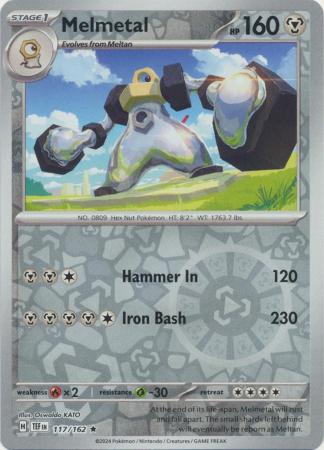 STAGE 1
Melmetal
HP 160
Evolves from Meltan
NO. 0809 Hex Nut Pokémon HT: 8'2" WT: 1763.7 lbs.
Hammer In 120
Iron Bash 230
weakness ×2 resistance -30 retreat
Illus. Oswaldo KATO
H TEF EN 117/162 ★
©2024 Pokémon / Nintendo / Creatures / GAME FREAK
At the end of its life-span, Melmetal will rust
and fall apart. The small shards left behind
will eventually be reborn as Meltan.